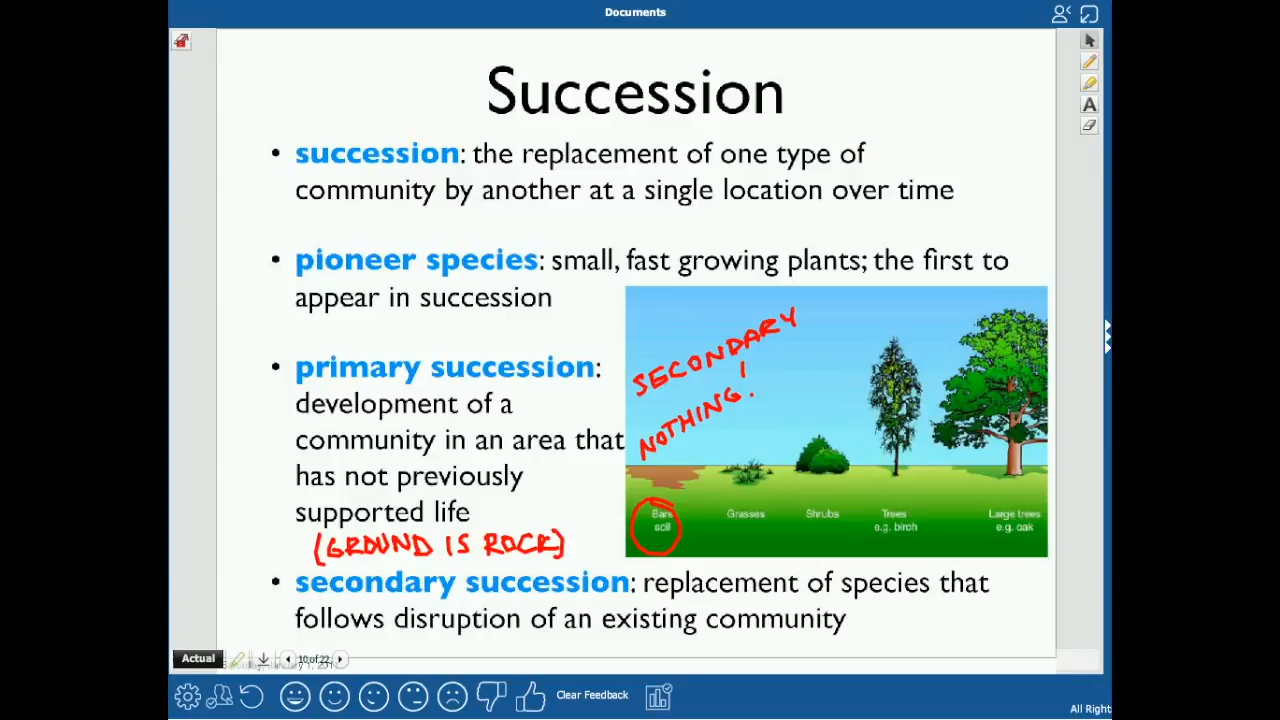 Documents
Succession
• succession: the replacement of one type of
community by another at a single location over time
• pioneer species: small, fast growing plants; the first to
appear in succession
• primary succession:
development of a
community in an area that
has not previously
supported life
(GROUND IS ROCK)
SECONDARY
NOTHING!
Bare
soil
Grasses
Shrubs
Trees
e.g. birch
Large trees
e.g. oak
• secondary succession: replacement of species that
follows disruption of an existing community
Actual
10 of 22
Clear Feedback
All Right
A